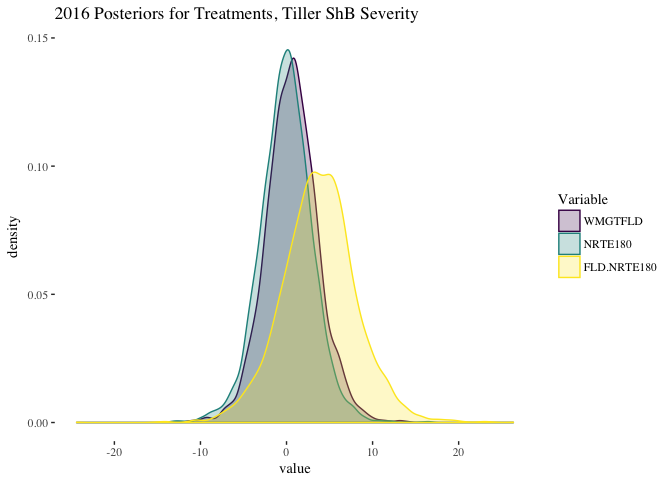 2016 Posteriors for Treatments, Tiller ShB Severity
0.15
0.10
0.05
0.00
density
-20 -10 0 10 20
value
Variable
WMGTFLD
NRTE180
FLD.NRTE180